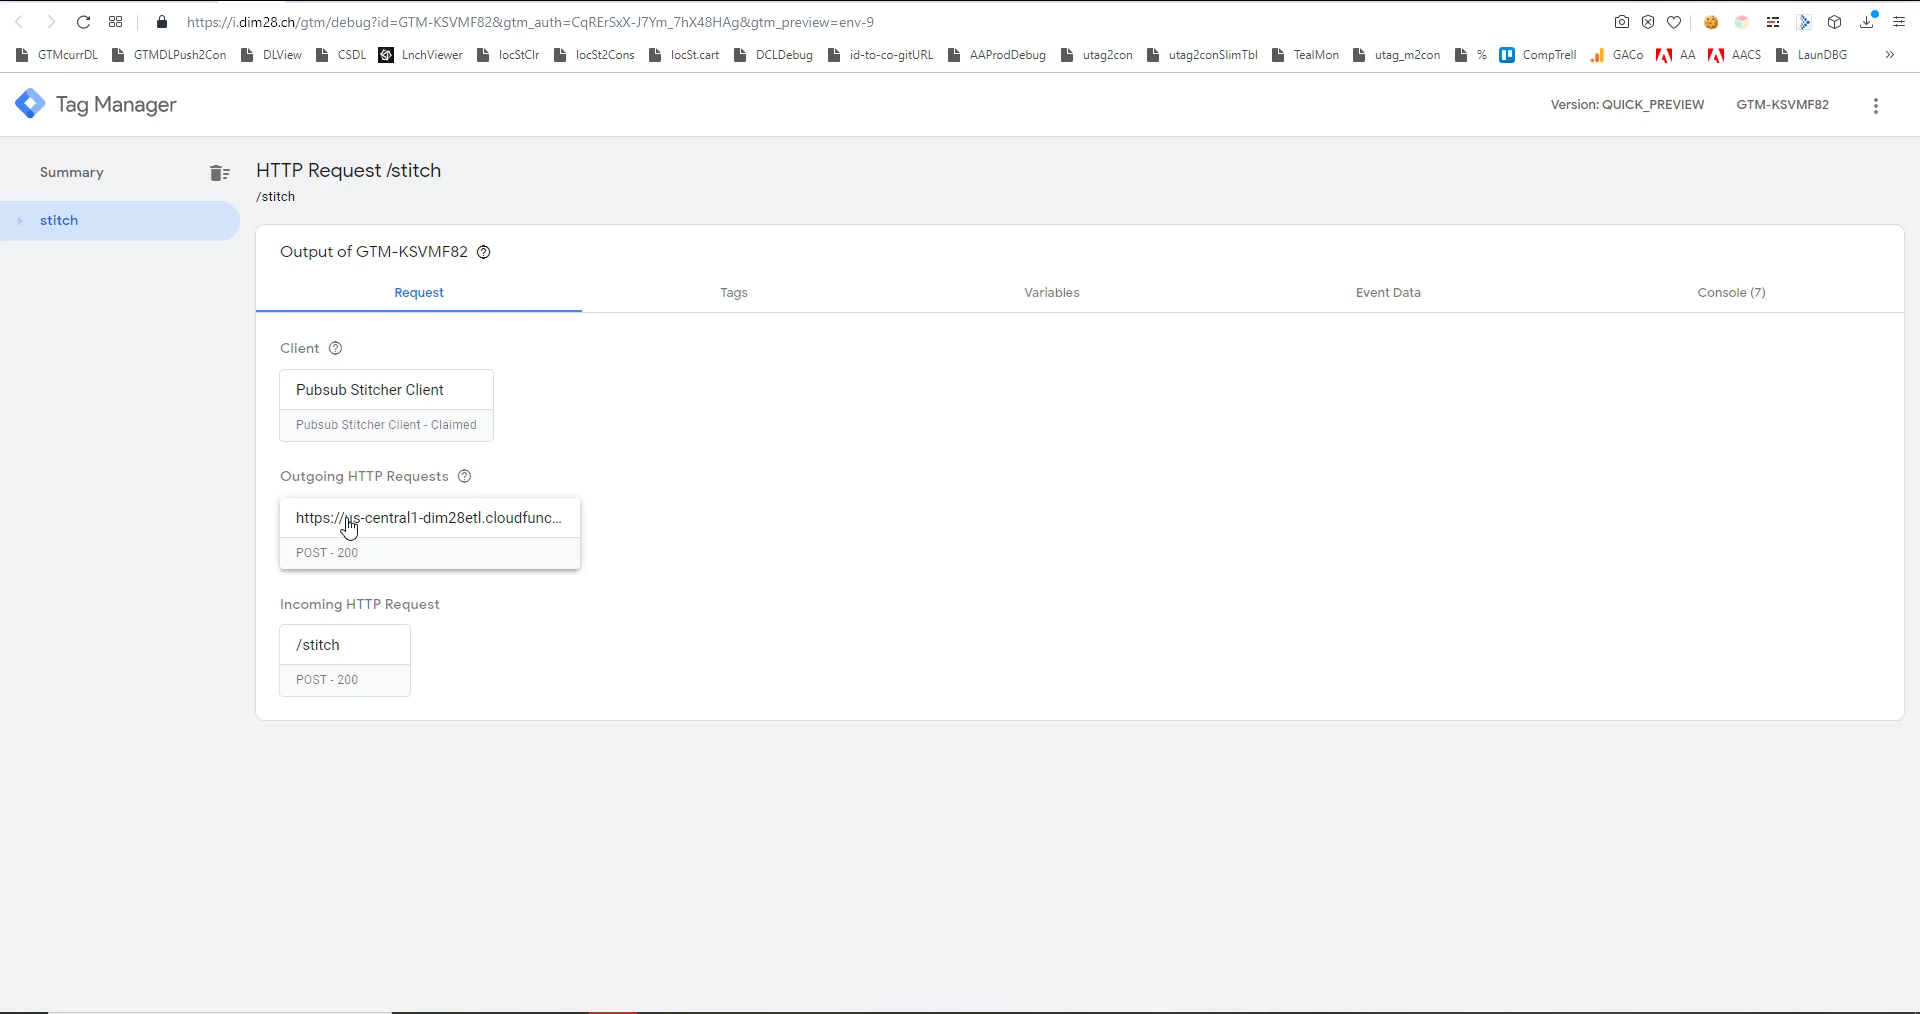 https://i.dim28.ch/gtm/debug?id=GTM-KSVMF82&gtm_auth=CqRErSxX-J7Ym_7hX48HAg&gtm_preview=env-9
GTMcurrDL GTMDLPush2Con DLView CSDL LnchViewer locStClr locSt2Cons locSt.cart DCLDebug id-to-co-gitURL AAProdDebug utag2con utag2conSlimTbl TealMon utag_m2con % CompTrell GACo AA AACS LaunDBG »
Tag Manager
Version: QUICK_PREVIEW GTM-KSVMF82
Summary
stitch
HTTP Request /stitch
/stitch
Output of GTM-KSVMF82
Request Tags Variables Event Data Console (7)
Client
Pubsub Stitcher Client
Pubsub Stitcher Client - Claimed
Outgoing HTTP Requests
https://us-central1-dim28etl.cloudfunc...
POST - 200
Incoming HTTP Request
/stitch
POST - 200